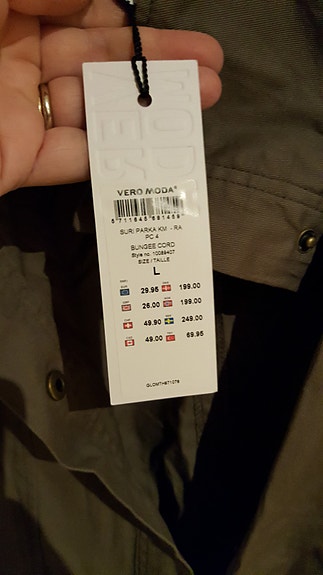 VERO MODA®
SURI PARKA KM - RA
PC 4
BUNGEE CORD
Style no. 10089407
SIZE / TAILLE
L
29.95 199.00
26.00 199.00
49.90 249.00
49.00 69.95